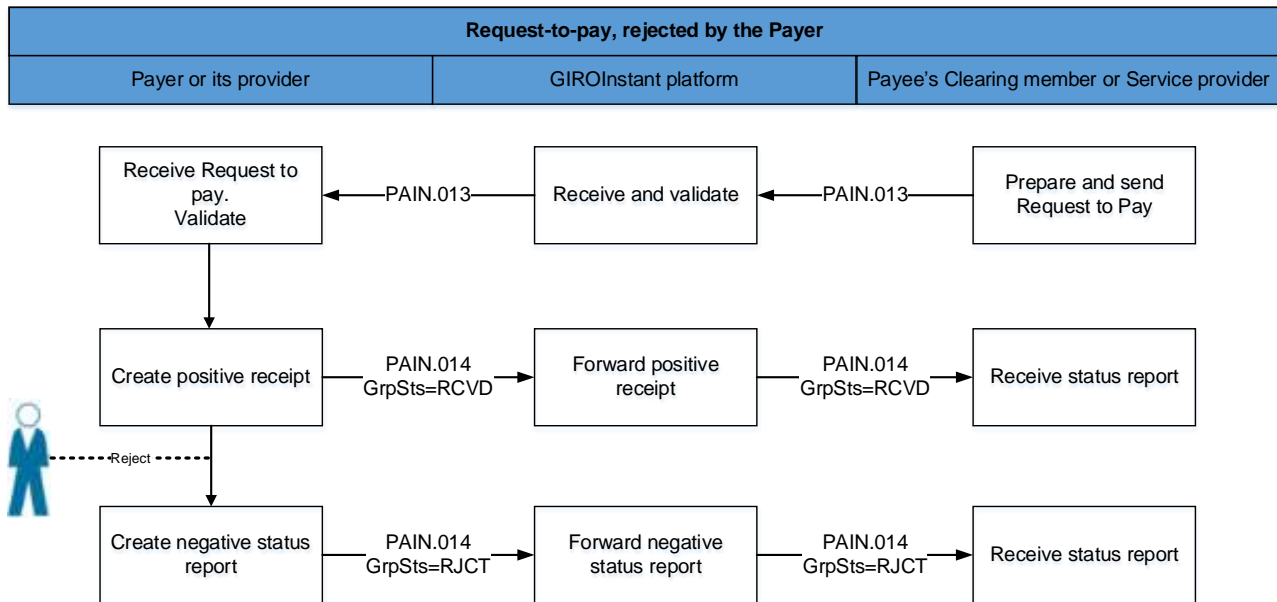 Request-to-pay, rejected by the Payer
Payer or its provider
GIROInstant platform
Payee's Clearing member or Service provider
Receive Request to
pay.
Validate
PAIN.013
Receive and validate
PAIN.013
Prepare and send
Request to Pay
Create positive receipt
PAIN.014
GrpSts=RCVD
Forward positive
receipt
PAIN.014
GrpSts=RCVD
Receive status report
Reject
Create negative status
report
PAIN.014
GrpSts=RJCT
Forward negative
status report
PAIN.014
GrpSts=RJCT
Receive status report